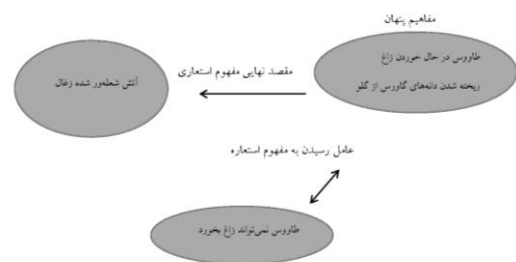 مفاهیم پنهان
طاووس در حال خوردن زاغ
ریخته شدن دانه‌های گاورس از گلو
مقصد نهایی مفهوم استعاری
آتش شعله‌ور شده زغال
عامل رسیدن به مفهوم استعاره
طاووس نمی‌تواند زاغ بخورد